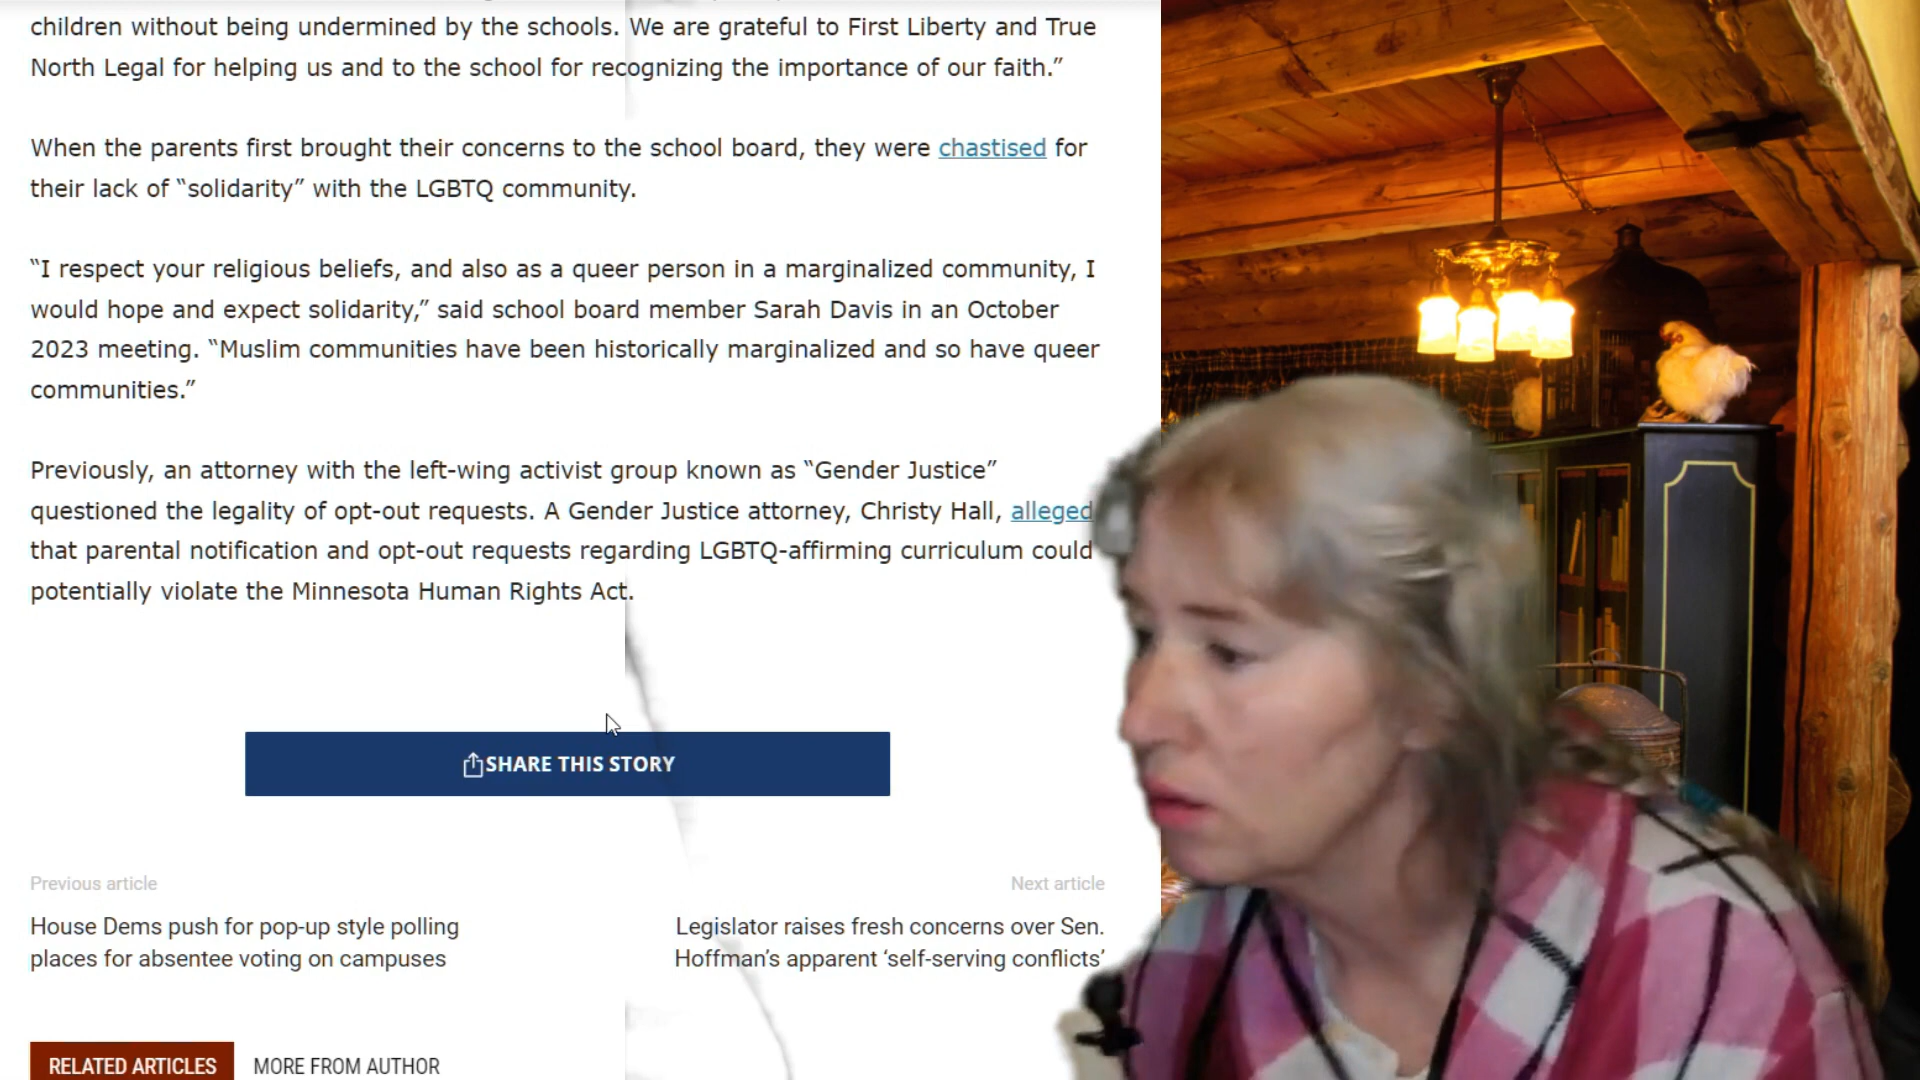 children without being undermined by the schools. We are grateful to First Liberty and True
North Legal for helping us and to the school for recognizing the importance of our faith.”
When the parents first brought their concerns to the school board, they were chastised for
their lack of “solidarity” with the LGBTQ community.
“I respect your religious beliefs, and also as a queer person in a marginalized community, I
would hope and expect solidarity,” said school board member Sarah Davis in an October
2023 meeting. “Muslim communities have been historically marginalized and so have queer
communities.”
Previously, an attorney with the left-wing activist group known as “Gender Justice”
questioned the legality of opt-out requests. A Gender Justice attorney, Christy Hall, alleged
that parental notification and opt-out requests regarding LGBTQ-affirming curriculum could
potentially violate the Minnesota Human Rights Act.
SHARE THIS STORY
Previous article
Next article
House Dems push for pop-up style polling
places for absentee voting on campuses
Legislator raises fresh concerns over Sen.
Hoffman’s apparent ‘self-serving conflicts’
RELATED ARTICLES
MORE FROM AUTHOR